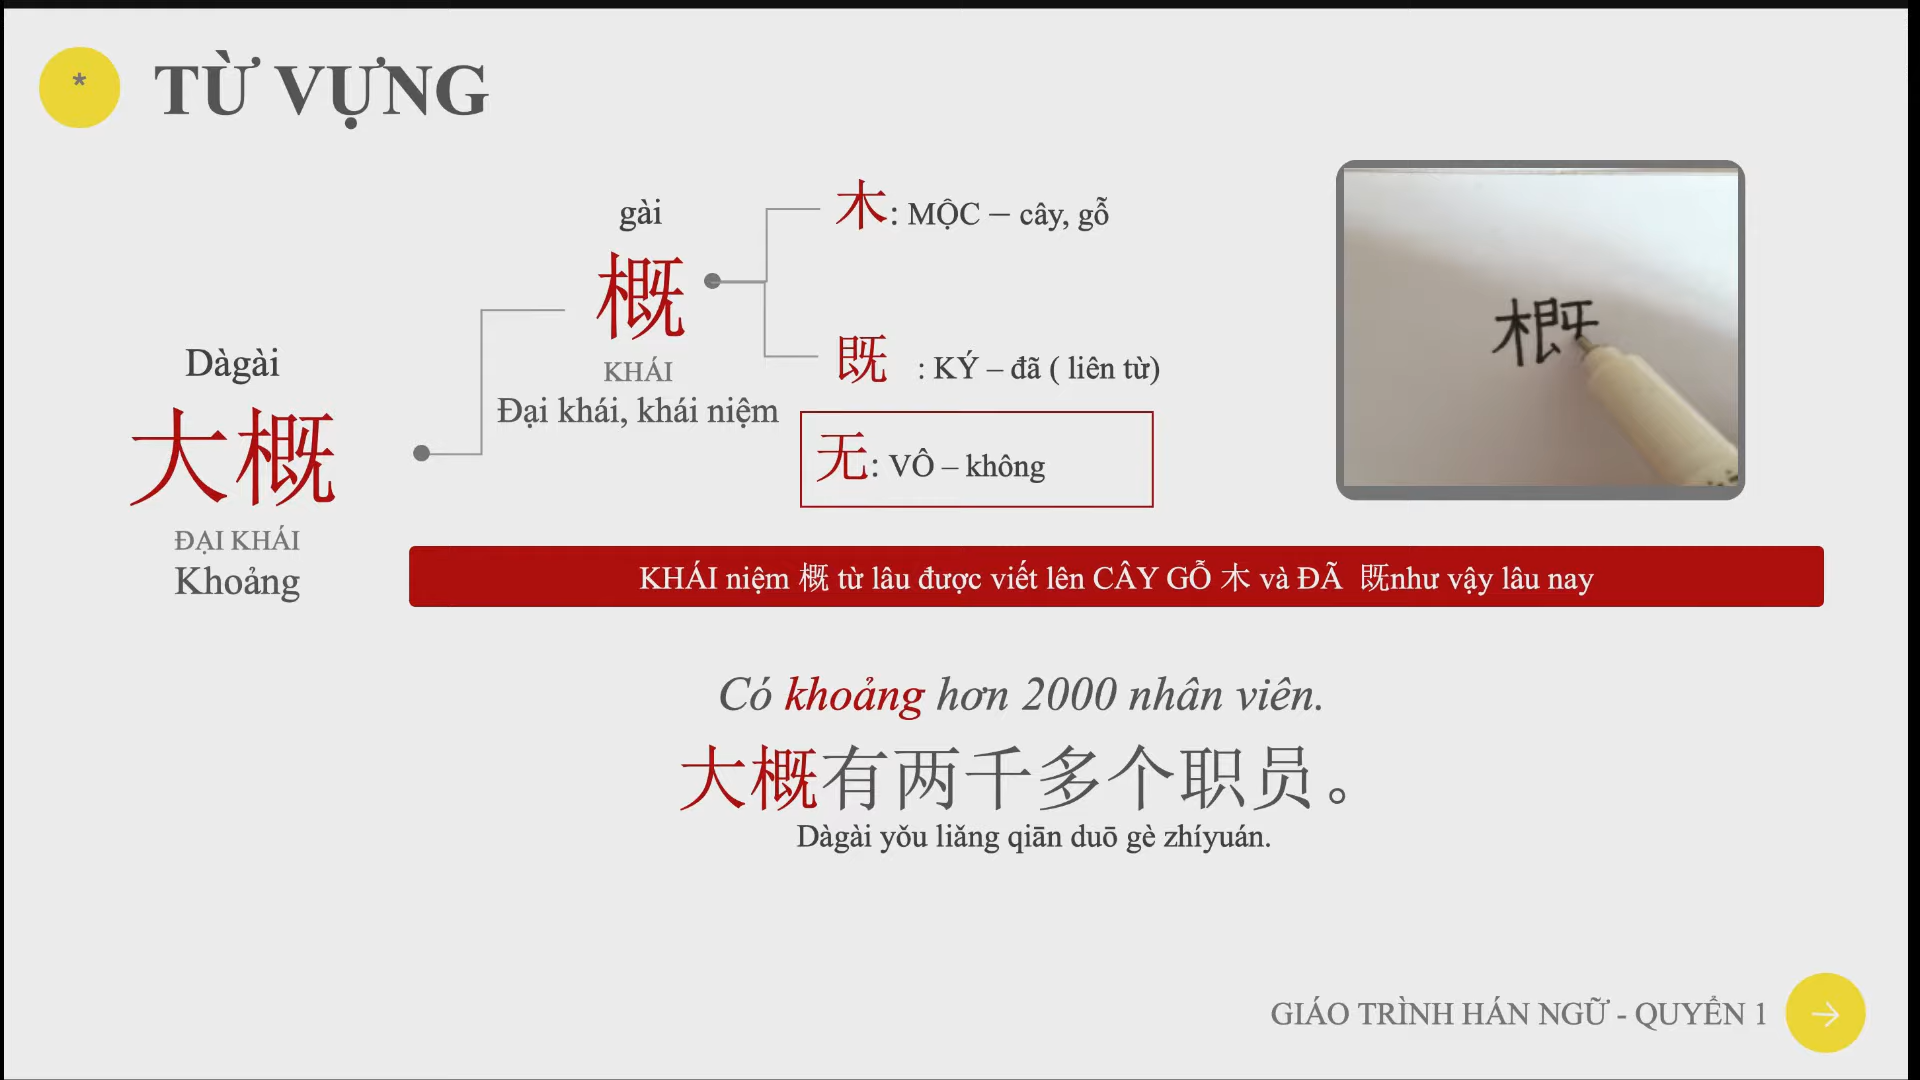 *
TỪ VỰNG
Dàgài
大概
ĐẠI KHÁI
Khoảng
gài
概
KHÁI
Đại khái, khái niệm
木: MỘC – cây, gỗ
既 : KÝ – đã ( liên từ)
无: VÔ – không
概
KHÁI niệm 概 từ lâu được viết lên CÂY GỖ 木 và ĐÃ 既như vậy lâu nay
Có khoảng hơn 2000 nhân viên.
大概有两千多个职员。
Dàgài yǒu liǎng qiān duō gè zhíyuán.
GIÁO TRÌNH HÁN NGỮ - QUYỂN 1